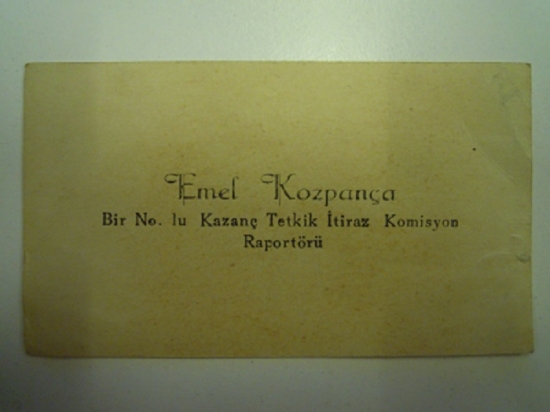 Emel Kozpança
Bir No. lu Kazanç Tetkik İtiraz Komisyon
Raportörü